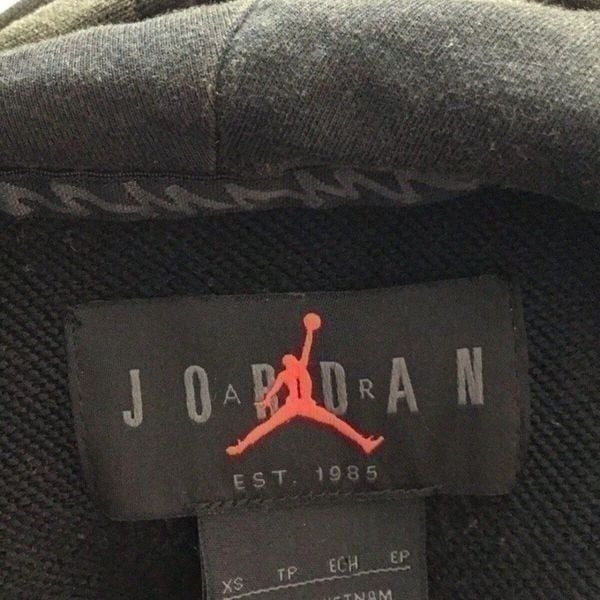 JORDAN
AIR
EST. 1985
XS TP ECH EP